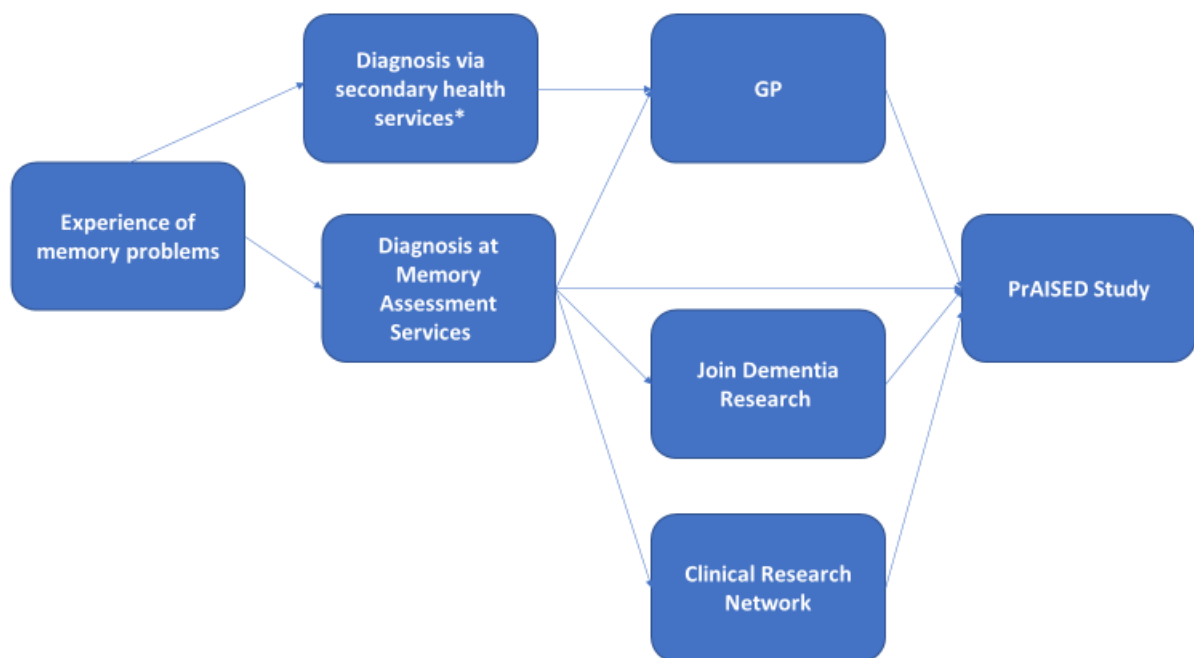 Diagnosis via
secondary health
services*
GP
Experience of
memory problems
Diagnosis at
Memory
Assessment
Services
PrAISED Study
Join Dementia
Research
Clinical Research
Network